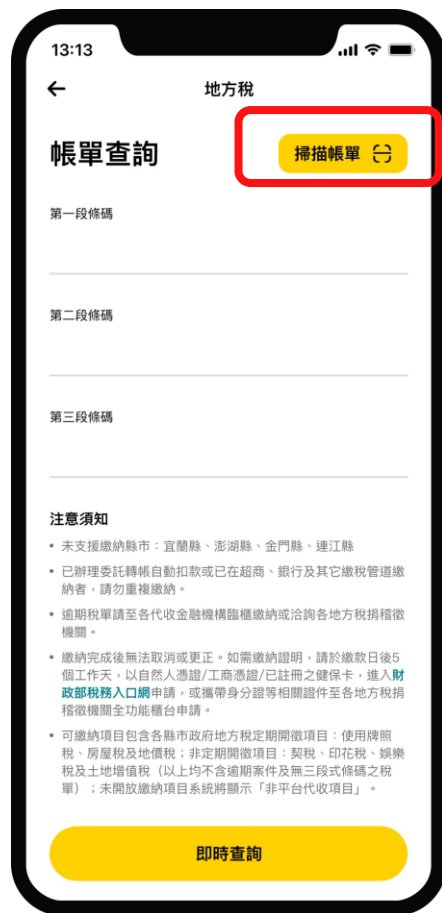 13:13
地方稅
帳單查詢
掃描帳單
第一段條碼
第二段條碼
第三段條碼
注意須知
• 未支援繳納縣市：宜蘭縣、澎湖縣、金門縣、連江縣
• 已辦理委託轉帳自動扣款或已在超商、銀行及其它繳稅管道繳
納者，請勿重複繳納。
• 逾期稅單請至各代收金融機構臨櫃繳納或洽詢各地方稅捐稽徵
機關。
• 繳納完成後無法取消或更正。如需繳納證明，請於繳款日後5
個工作天，以自然人憑證/工商憑證/已註冊之健保卡，進入財
政部稅務入口網申請，或攜帶身分證等相關證件至各地方稅捐
稽徵機關全功能櫃台申請。
• 可繳納項目包含各縣市政府地方稅定期開徵項目：使用牌照
稅、房屋稅及地價稅；非定期開徵項目：契稅、印花稅、娛樂
稅及土地增值稅（以上均不含逾期案件及無三段式條碼之稅
單）；未開放繳納項目系統將顯示「非平台代收項目」。
即時查詢